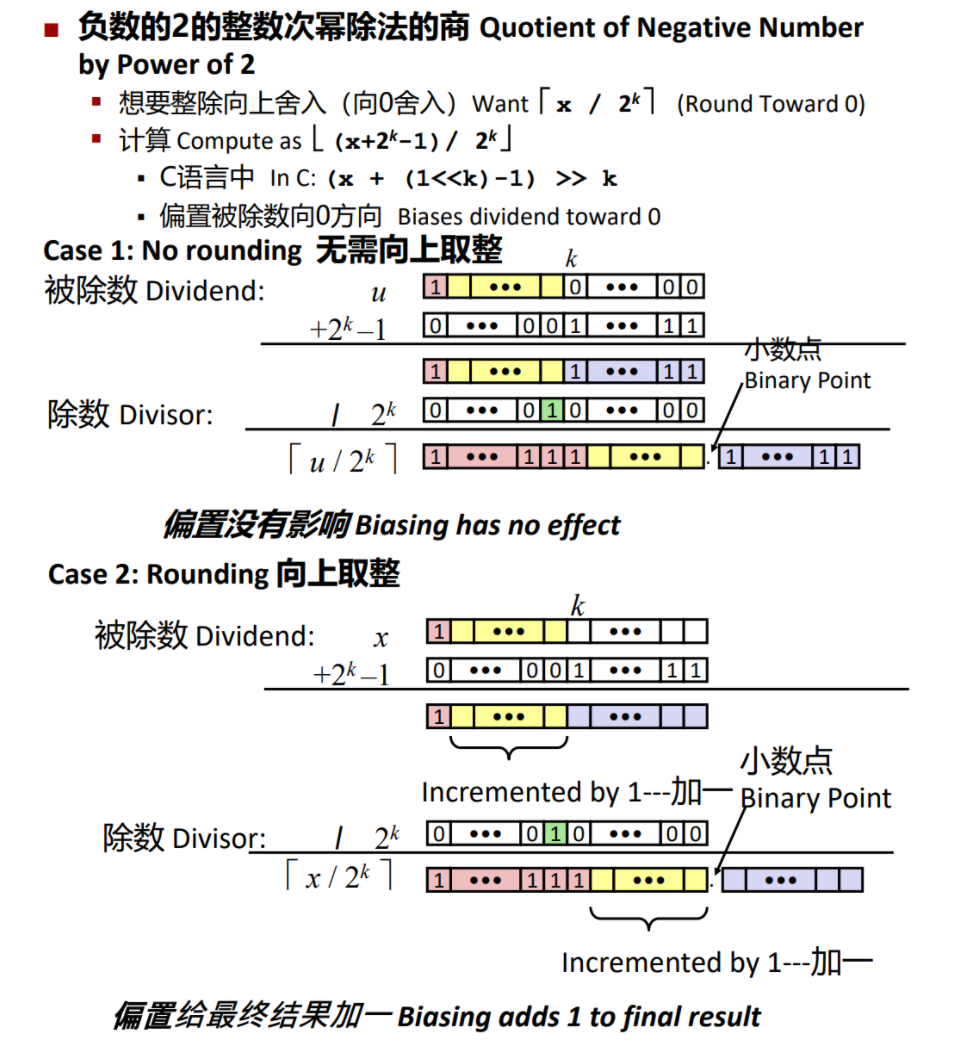 ▪ 负数的2的整数次幂除法的商 Quotient of Negative Number
by Power of 2
▪ 想要整除向上舍入（向0舍入）Want ⌈ x / 2ᵏ ⌉ (Round Toward 0)
▪ 计算 Compute as ⌊ (x+2ᵏ-1)/ 2ᵏ ⌋
▪ C语言中 In C: (x + (1<<k)-1) >> k
▪ 偏置被除数向0方向 Biases dividend toward 0
Case 1: No rounding 无需向上取整
k
被除数 Dividend: u 1 ••• 0 ••• 0 0
+2ᵏ–1 0 ••• 0 0 1 ••• 1 1
1 ••• 1 ••• 1 1
小数点
Binary Point
除数 Divisor: / 2ᵏ 0 ••• 0 1 0 ••• 0 0
⌈ u / 2ᵏ ⌉ 1 ••• 1 1 1 ••• . 1 ••• 1 1
偏置没有影响 Biasing has no effect
Case 2: Rounding 向上取整
k
被除数 Dividend: x 1 ••• •••
+2ᵏ–1 0 ••• 0 0 1 ••• 1 1
1 ••• •••
Incremented by 1---加一
小数点
Binary Point
除数 Divisor: / 2ᵏ 0 ••• 0 1 0 ••• 0 0
⌈ x / 2ᵏ ⌉ 1 ••• 1 1 1 ••• . •••
Incremented by 1---加一
偏置给最终结果加一 Biasing adds 1 to final result